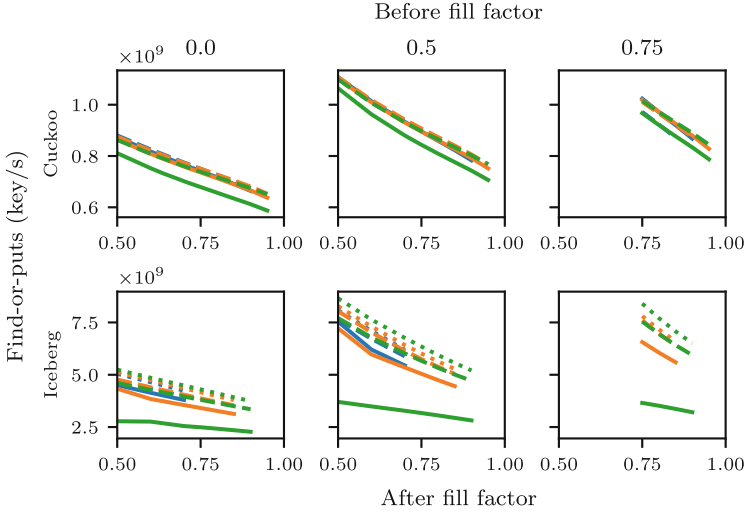 Before fill factor
0.0 0.5 0.75
×10⁹
Find-or-puts (key/s)
Cuckoo
1.0
0.8
0.6
0.50 0.75 1.00 0.50 0.75 1.00 0.50 0.75 1.00
×10⁹
Iceberg
7.5
5.0
2.5
0.50 0.75 1.00 0.50 0.75 1.00 0.50 0.75 1.00
After fill factor